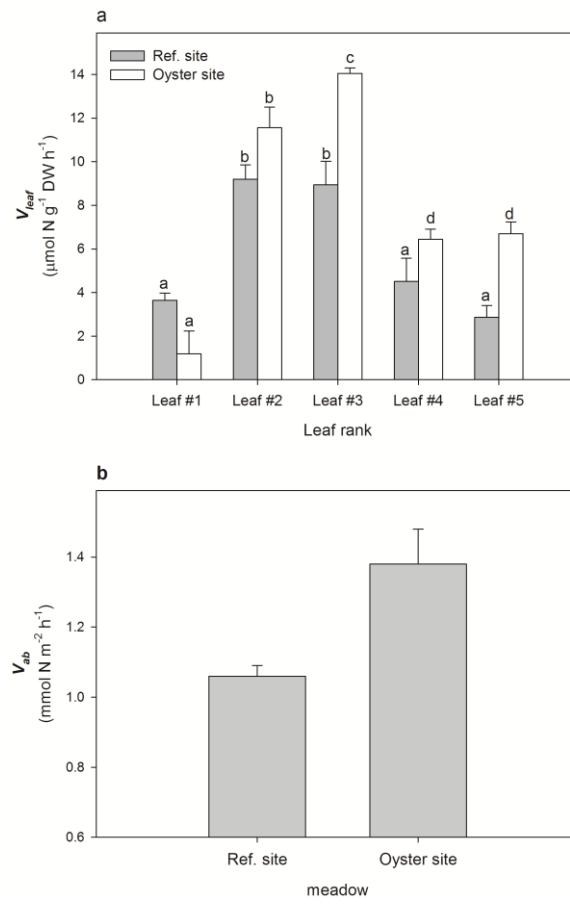 a
Ref. site
Oyster site
14
12
10
8
6
4
2
0
V_leaf
(μmol N g⁻¹ DW h⁻¹)
a
a
b
b
b
c
a
d
a
d
Leaf #1 Leaf #2 Leaf #3 Leaf #4 Leaf #5
Leaf rank
b
1.4
1.2
1.0
0.8
0.6
V_ab
(mmol N m⁻² h⁻¹)
Ref. site Oyster site
meadow